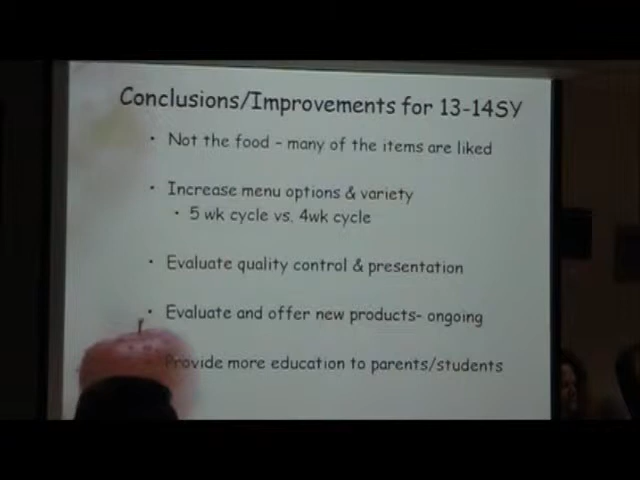 Conclusions/Improvements for 13-14SY
• Not the food - many of the items are liked
• Increase menu options & variety
• 5 wk cycle vs. 4wk cycle
• Evaluate quality control & presentation
• Evaluate and offer new products- ongoing
Provide more education to parents/students